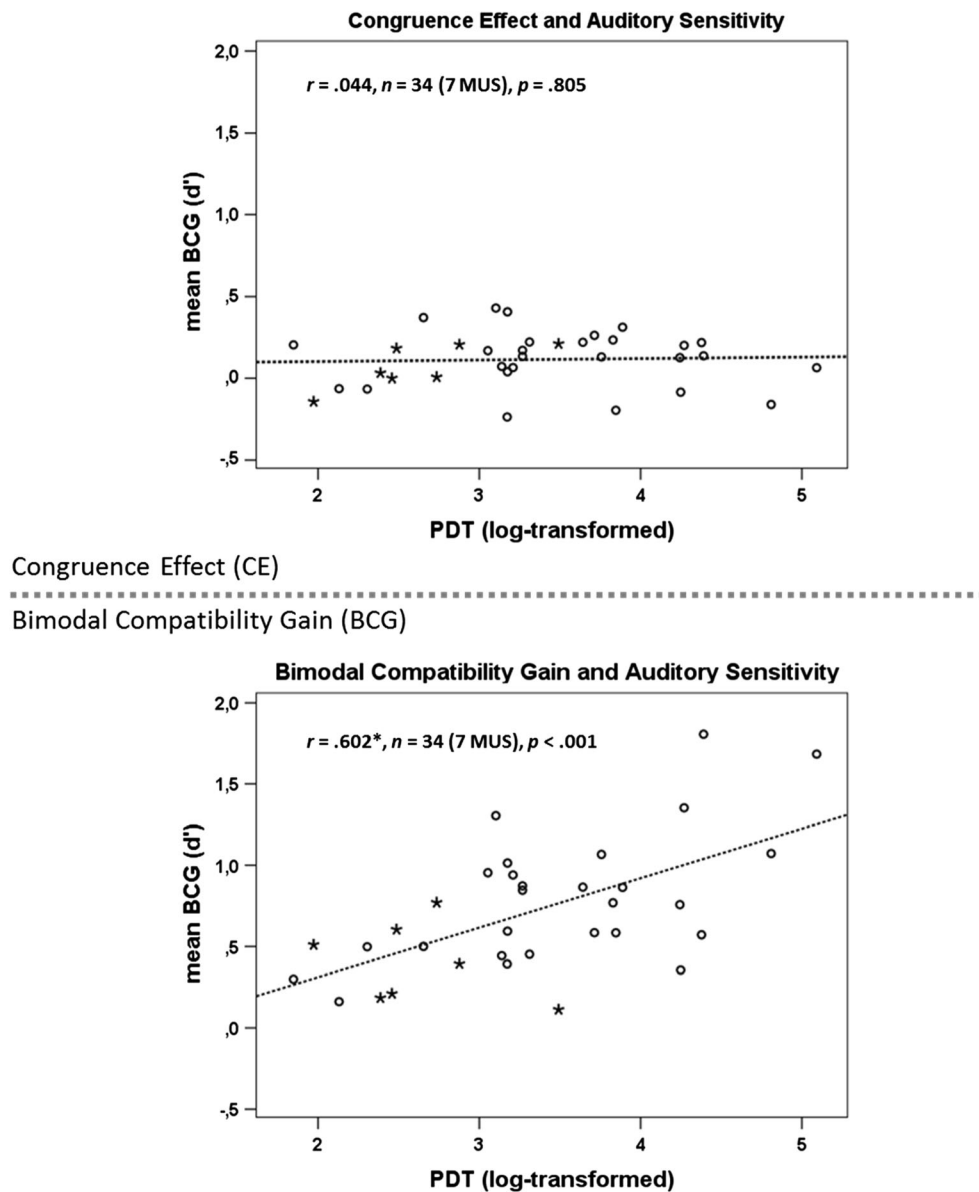 Congruence Effect and Auditory Sensitivity
2,0
r = .044, n = 34 (7 MUS), p = .805
1,5
1,0
,5
,0
-,5
mean BCG (d')
2 3 4 5
PDT (log-transformed)
Congruence Effect (CE)
Bimodal Compatibility Gain (BCG)
Bimodal Compatibility Gain and Auditory Sensitivity
2,0
r = .602*, n = 34 (7 MUS), p < .001
1,5
1,0
,5
,0
-,5
mean BCG (d')
2 3 4 5
PDT (log-transformed)